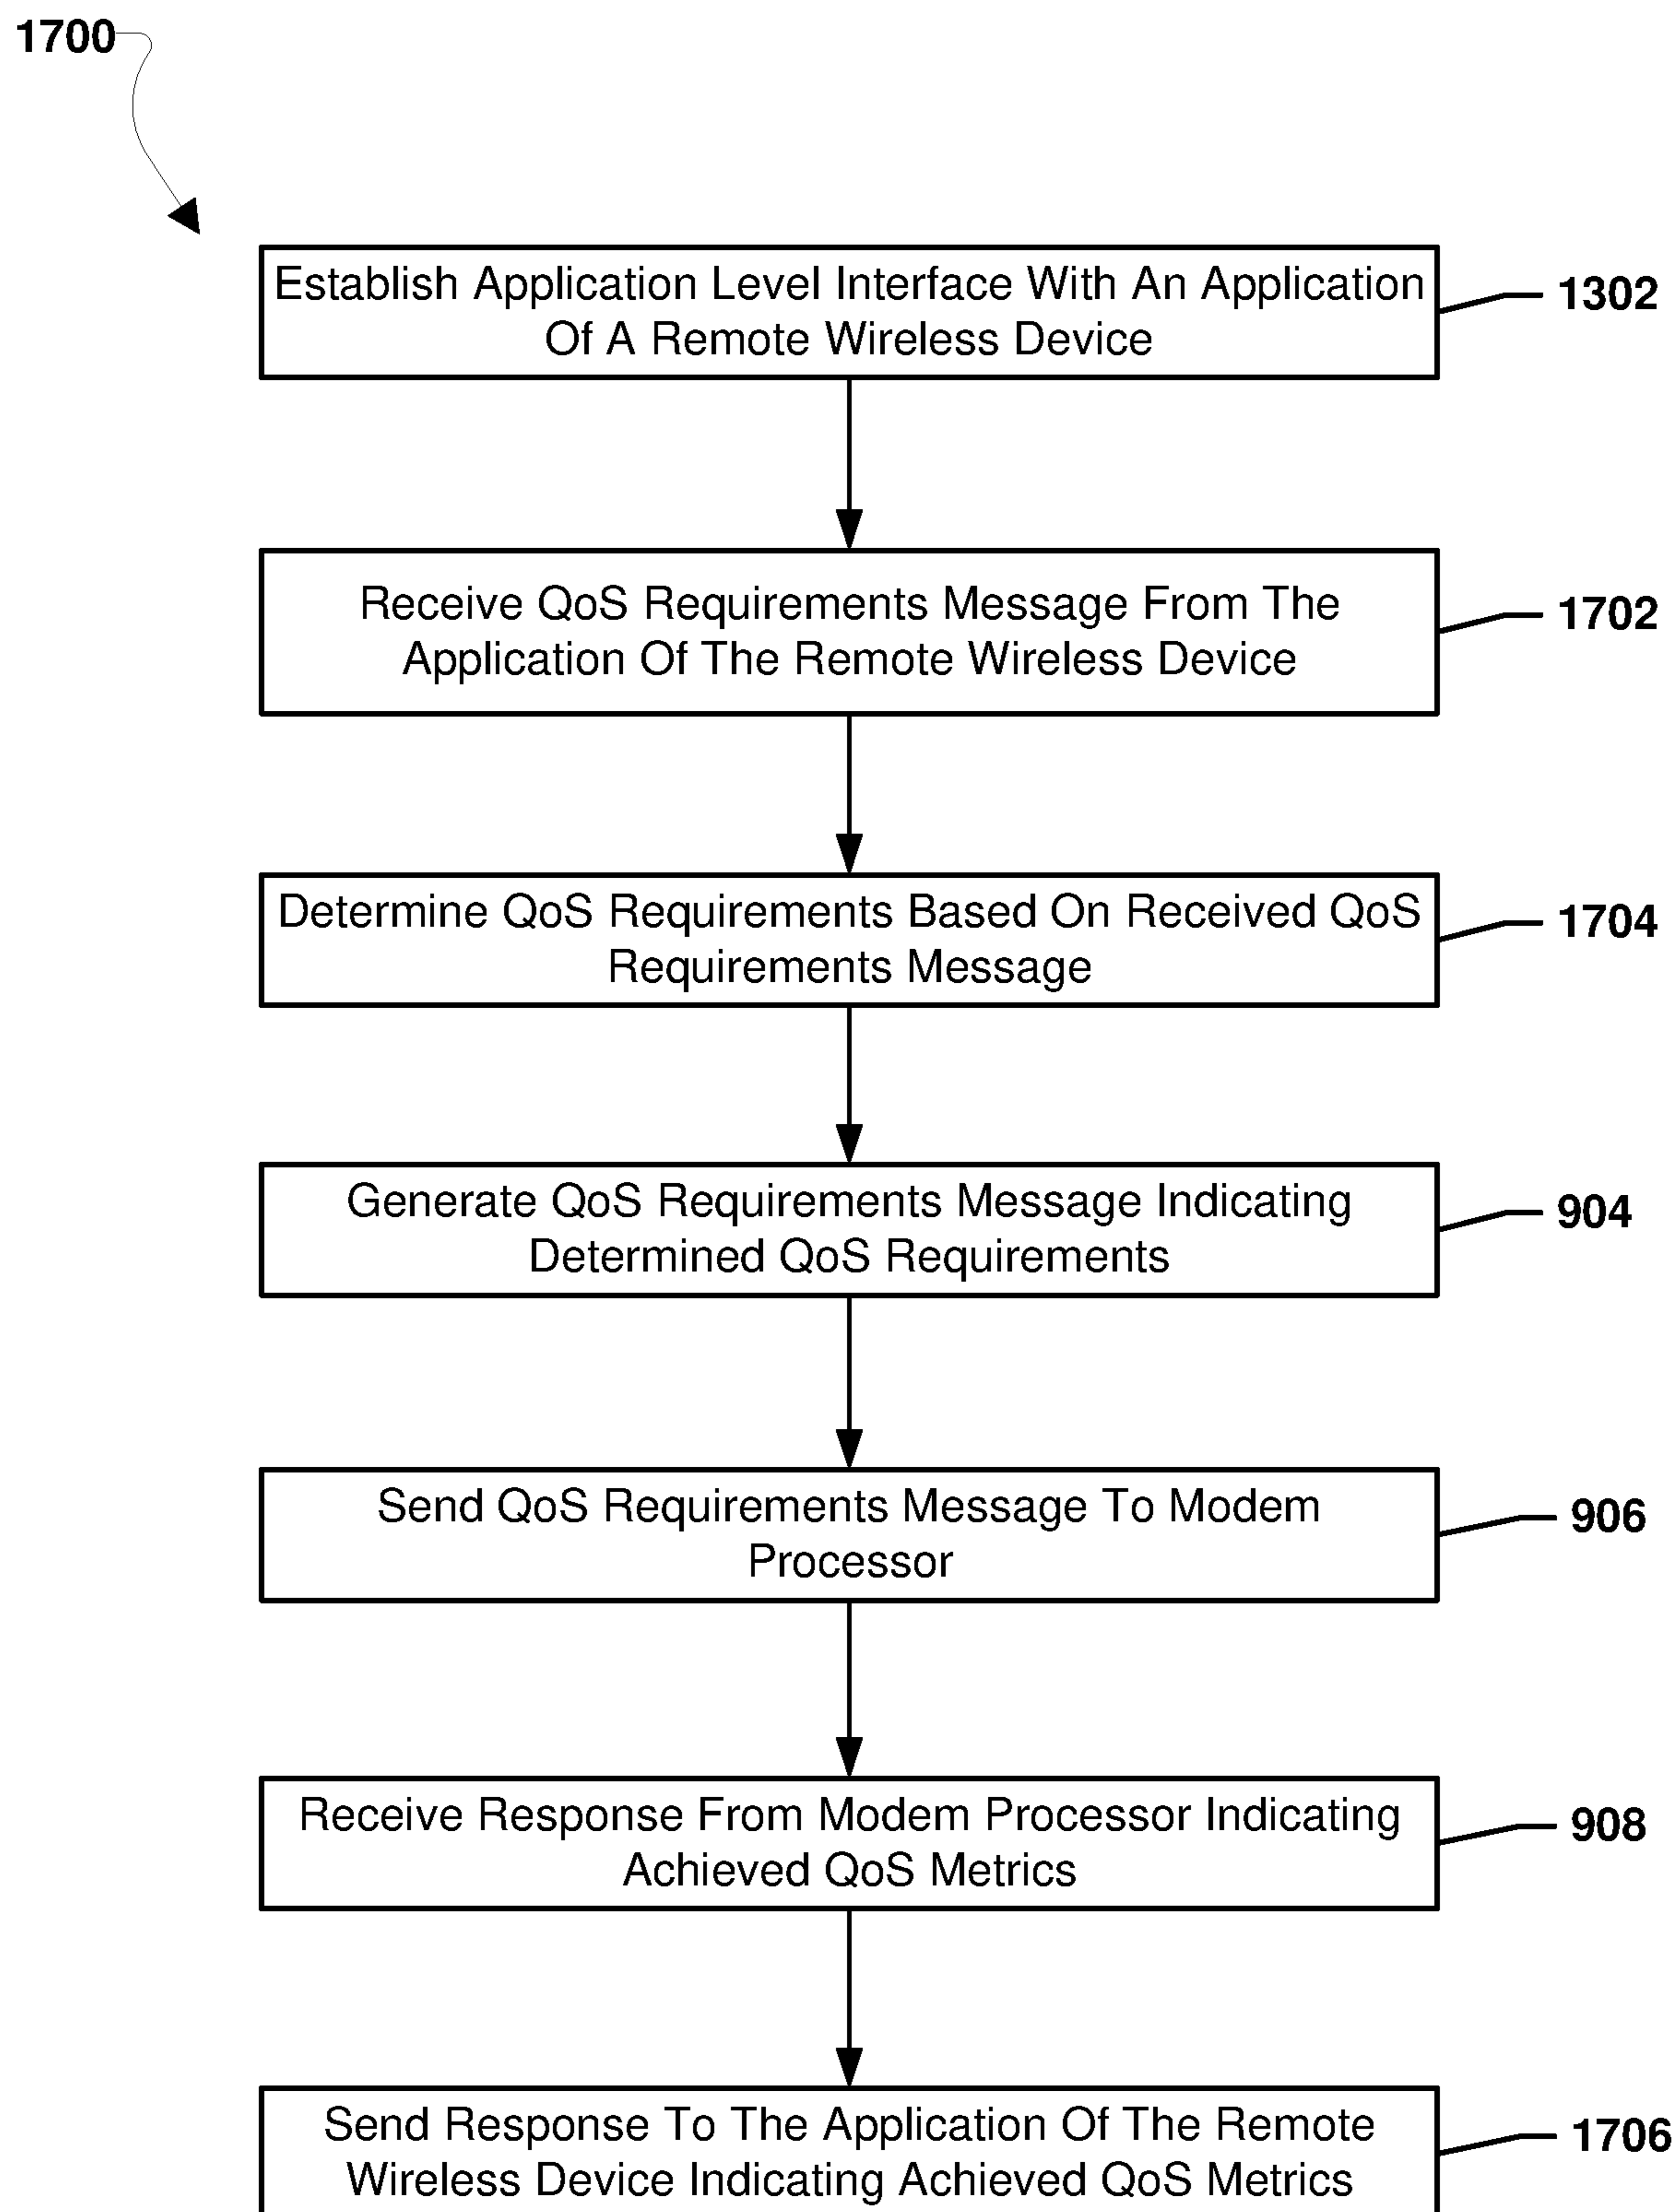 1700
Establish Application Level Interface With An Application
Of A Remote Wireless Device
1302
Receive QoS Requirements Message From The
Application Of The Remote Wireless Device
1702
Determine QoS Requirements Based On Received QoS
Requirements Message
1704
Generate QoS Requirements Message Indicating
Determined QoS Requirements
904
Send QoS Requirements Message To Modem
Processor
906
Receive Response From Modem Processor Indicating
Achieved QoS Metrics
908
Send Response To The Application Of The Remote
Wireless Device Indicating Achieved QoS Metrics
1706